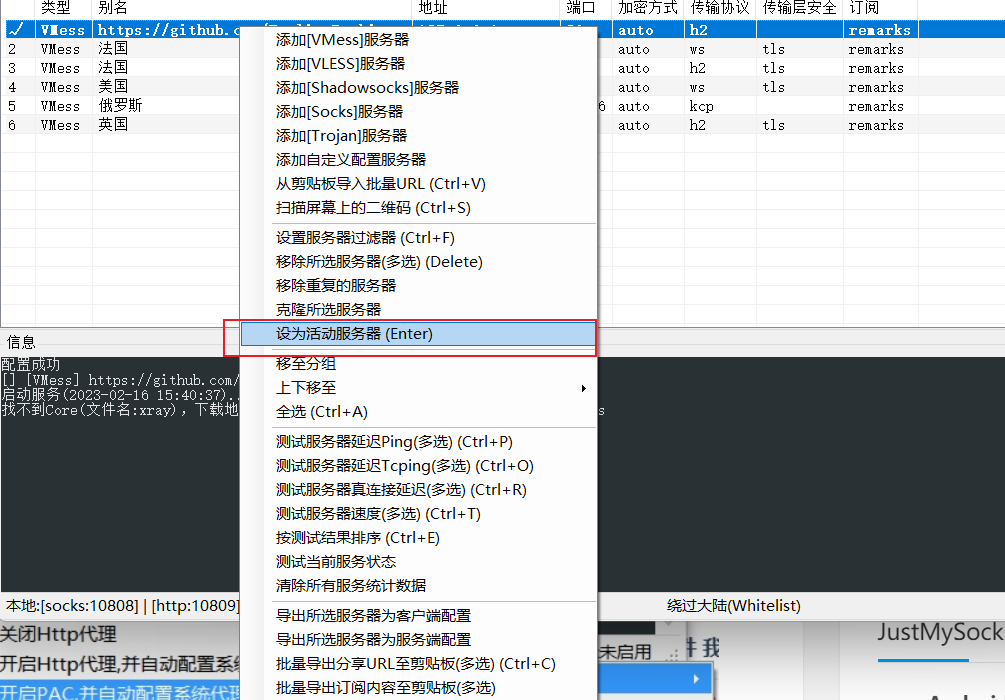 类型 别名 地址 端口 加密方式 传输协议 传输层安全 订阅
VMess https://github.c auto h2 remarks
2 VMess 法国 auto ws tls remarks
3 VMess 法国 auto h2 tls remarks
4 VMess 美国 auto ws tls remarks
5 VMess 俄罗斯 6 auto kcp remarks
6 VMess 英国 auto h2 tls remarks
添加[VMess]服务器
添加[VLESS]服务器
添加[Shadowsocks]服务器
添加[Socks]服务器
添加[Trojan]服务器
添加自定义配置服务器
从剪贴板导入批量URL (Ctrl+V)
扫描屏幕上的二维码 (Ctrl+S)
设置服务器过滤器 (Ctrl+F)
移除所选服务器(多选) (Delete)
移除重复的服务器
克隆所选服务器
设为活动服务器 (Enter)
移至分组
上下移至
全选 (Ctrl+A)
测试服务器延迟Ping(多选) (Ctrl+P)
测试服务器延迟Tcping(多选) (Ctrl+O)
测试服务器真连接延迟(多选) (Ctrl+R)
测试服务器速度(多选) (Ctrl+T)
按测试结果排序 (Ctrl+E)
测试当前服务状态
清除所有服务统计数据
导出所选服务器为客户端配置
导出所选服务器为服务端配置
批量导出分享URL至剪贴板(多选) (Ctrl+C)
批量导出订阅内容至剪贴板(多选)
信息
配置成功
[] [VMess] https://github.com/
启动服务(2023-02-16 15:40:37)..
找不到Core(文件名:xray)，下载地 s
本地:[socks:10808] | [http:10809] 绕过大陆(Whitelist)
关闭Http代理
开启Http代理,并自动配置系统
开启PAC,并自动配置系统代理
未启用
我
JustMySock